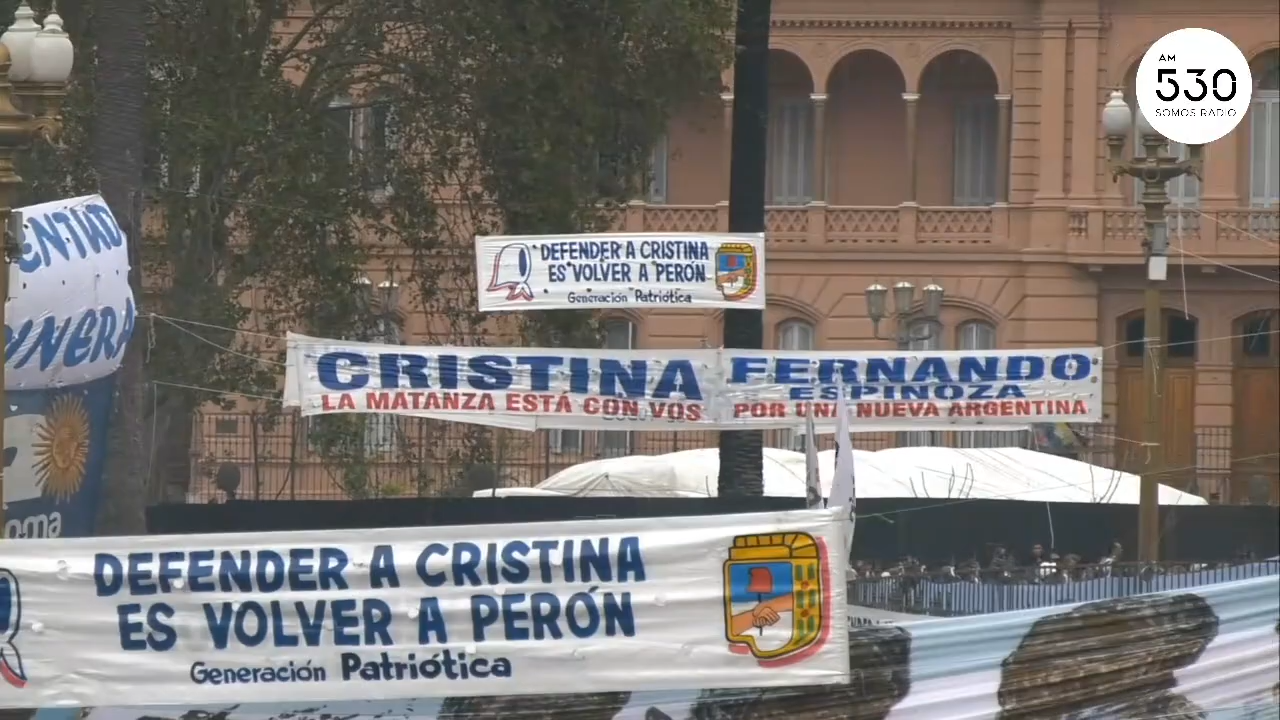 AM
530
SOMOS RADIO
DEFENDER A CRISTINA
ES VOLVER A PERÓN
Generación Patriótica
CRISTINA
LA MATANZA ESTÁ CON VOS
FERNANDO
ESPINOZA
POR UNA NUEVA ARGENTINA
DEFENDER A CRISTINA
ES VOLVER A PERÓN
Generación Patriótica